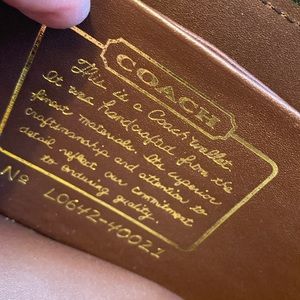 COACH
This is a Coach wallet.
It was handcrafted from the
finest materials. Its superior
craftsmanship and attention to
detail reflect our commitment
to enduring quality.
No L0642-40021